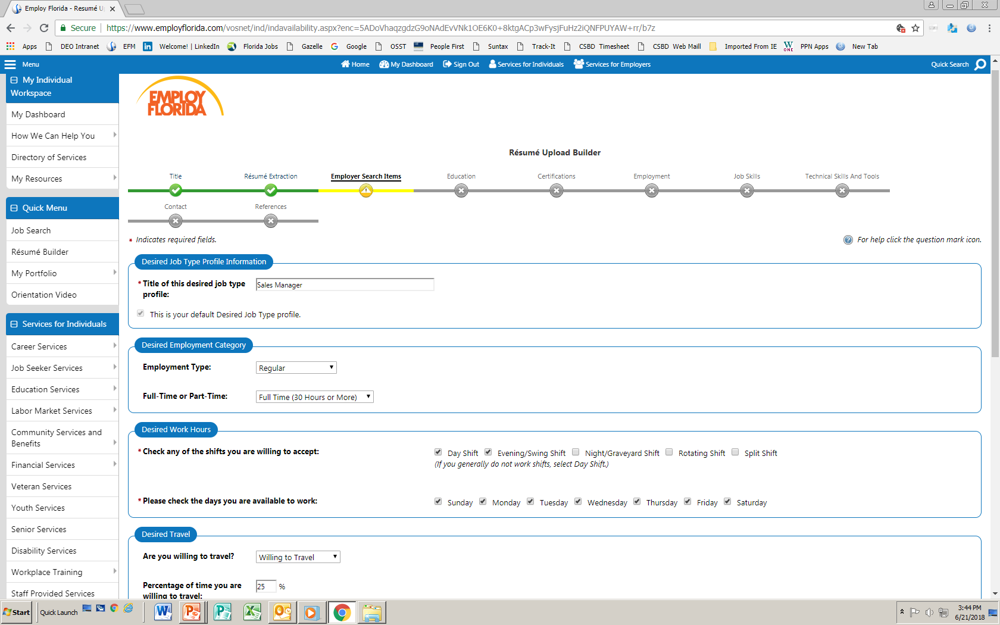 Employ Florida - Resumé U
Secure https://www.employflorida.com/vosnet/ind/indavailability.aspx?enc=5ADoVhaqzgdzG9oNAdEvVNk1OE6K0+8ktgACp3wFysjFuHz2iQNFPUYAW+rr/b7z
Apps DEO Intranet EFM Welcome! | LinkedIn Florida Jobs Gazelle Google OSST People First Suntax Track-It CSBD Timesheet CSBD Web Maill Imported From IE PPN Apps New Tab
Menu Home My Dashboard Sign Out Services for Individuals Services for Employers Quick Search
My Individual
Workspace
My Dashboard
How We Can Help You
Directory of Services
My Resources
Quick Menu
Job Search
Résumé Builder
My Portfolio
Orientation Video
Services for Individuals
Career Services
Job Seeker Services
Education Services
Labor Market Services
Community Services and
Benefits
Financial Services
Veteran Services
Youth Services
Senior Services
Disability Services
Workplace Training
Staff Provided Services
EMPLOY
FLORIDA
Résumé Upload Builder
Title Résumé Extraction Employer Search Items Education Certifications Employment Job Skills Technical Skills And Tools
Contact References
* Indicates required fields. For help click the question mark icon.
Desired Job Type Profile Information
* Title of this desired job type
profile:
Sales Manager
This is your default Desired Job Type profile.
Desired Employment Category
Employment Type: Regular
Full-Time or Part-Time: Full Time (30 Hours or More)
Desired Work Hours
* Check any of the shifts you are willing to accept: Day Shift Evening/Swing Shift Night/Graveyard Shift Rotating Shift Split Shift
(If you generally do not work shifts, select Day Shift.)
* Please check the days you are available to work: Sunday Monday Tuesday Wednesday Thursday Friday Saturday
Desired Travel
Are you willing to travel? Willing to Travel
Percentage of time you are
willing to travel:
25 %
Start Quick Launch
3:44 PM
6/21/2018